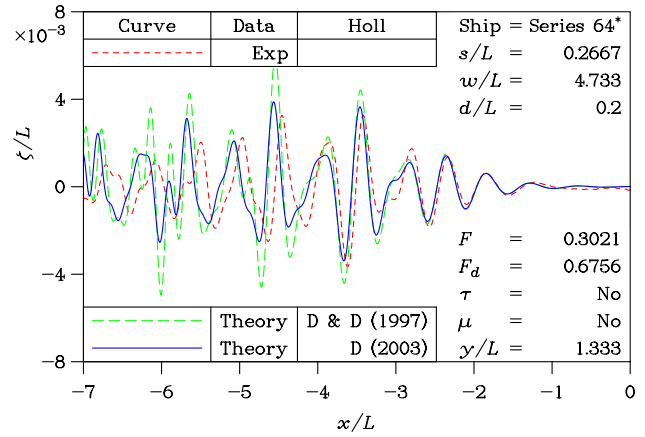 8
×10⁻³
4
0
−4
−8
ζ/L
Curve Data Holl
Exp
Ship = Series 64*
s/L = 0.2667
w/L = 4.733
d/L = 0.2
F = 0.3021
F_d = 0.6756
τ = No
μ = No
y/L = 1.333
Theory D & D (1997)
Theory D (2003)
−7 −6 −5 −4 −3 −2 −1 0
x/L